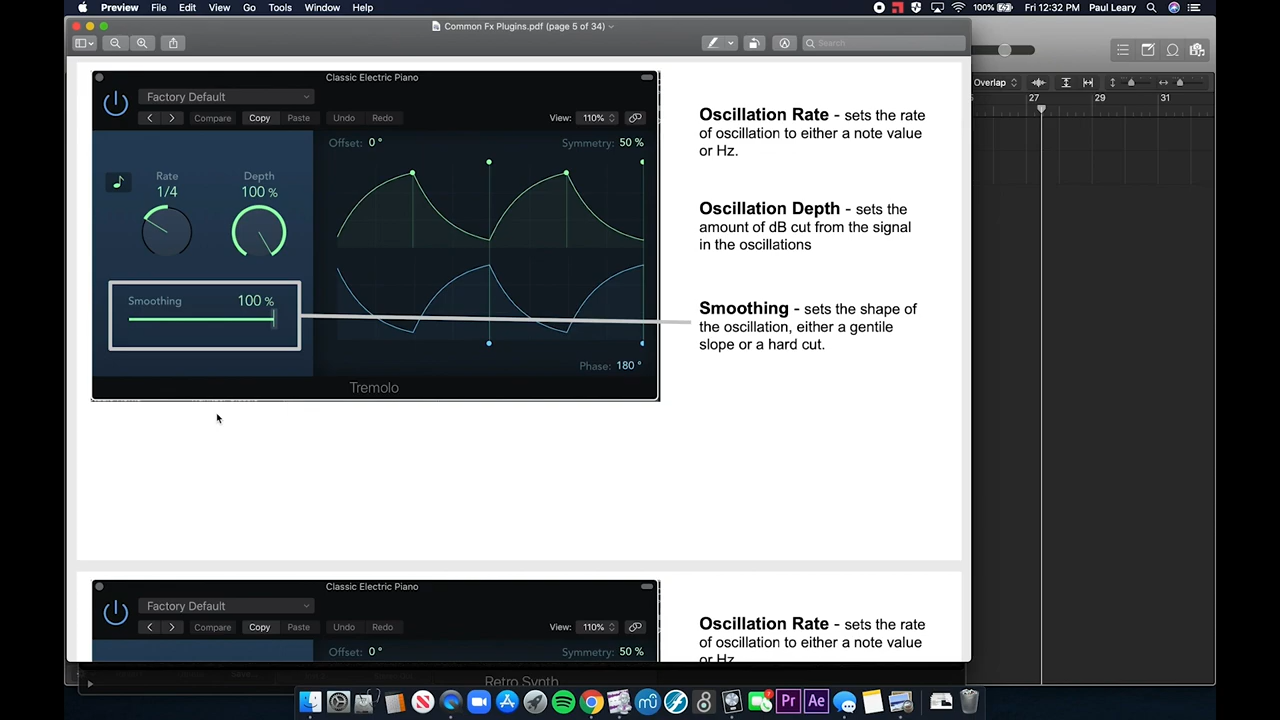 Preview File Edit View Go Tools Window Help 100% Fri 12:32 PM Paul Leary
Common Fx Plugins.pdf (page 5 of 34)
Search
Overlap
27 29 31
Classic Electric Piano
Factory Default
Compare Copy Paste Undo Redo View: 110%
Offset: 0° Symmetry: 50 %
Rate Depth
1/4 100 %
Smoothing 100 %
Phase: 180°
Tremolo
Oscillation Rate - sets the rate
of oscillation to either a note value
or Hz.
Oscillation Depth - sets the
amount of dB cut from the signal
in the oscillations
Smoothing - sets the shape of
the oscillation, either a gentile
slope or a hard cut.
Classic Electric Piano
Factory Default
Compare Copy Paste Undo Redo View: 110%
Offset: 0° Symmetry: 50 %
Oscillation Rate - sets the rate
of oscillation to either a note value
or Hz.
Retro Synth
Pr Ae